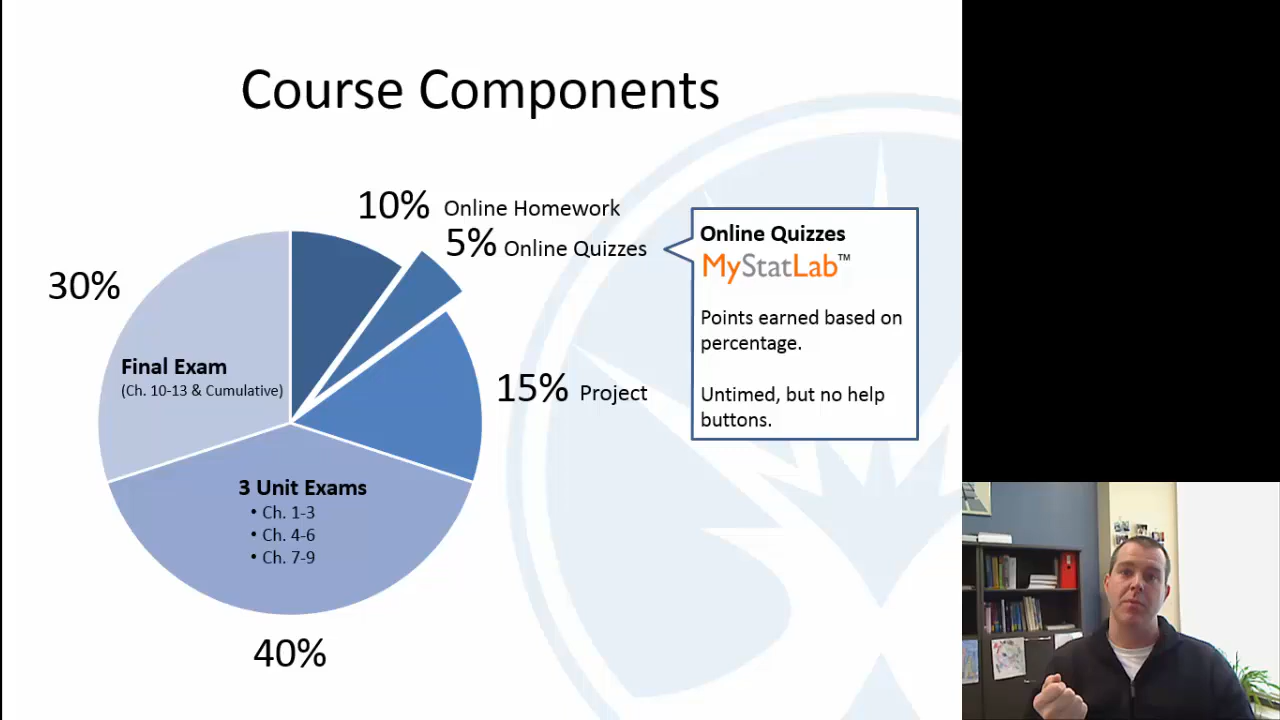 Course Components
10% Online Homework
5% Online Quizzes
30%
Final Exam
(Ch. 10-13 & Cumulative)
15% Project
3 Unit Exams
• Ch. 1-3
• Ch. 4-6
• Ch. 7-9
40%
Online Quizzes
MyStatLab™
Points earned based on
percentage.
Untimed, but no help
buttons.